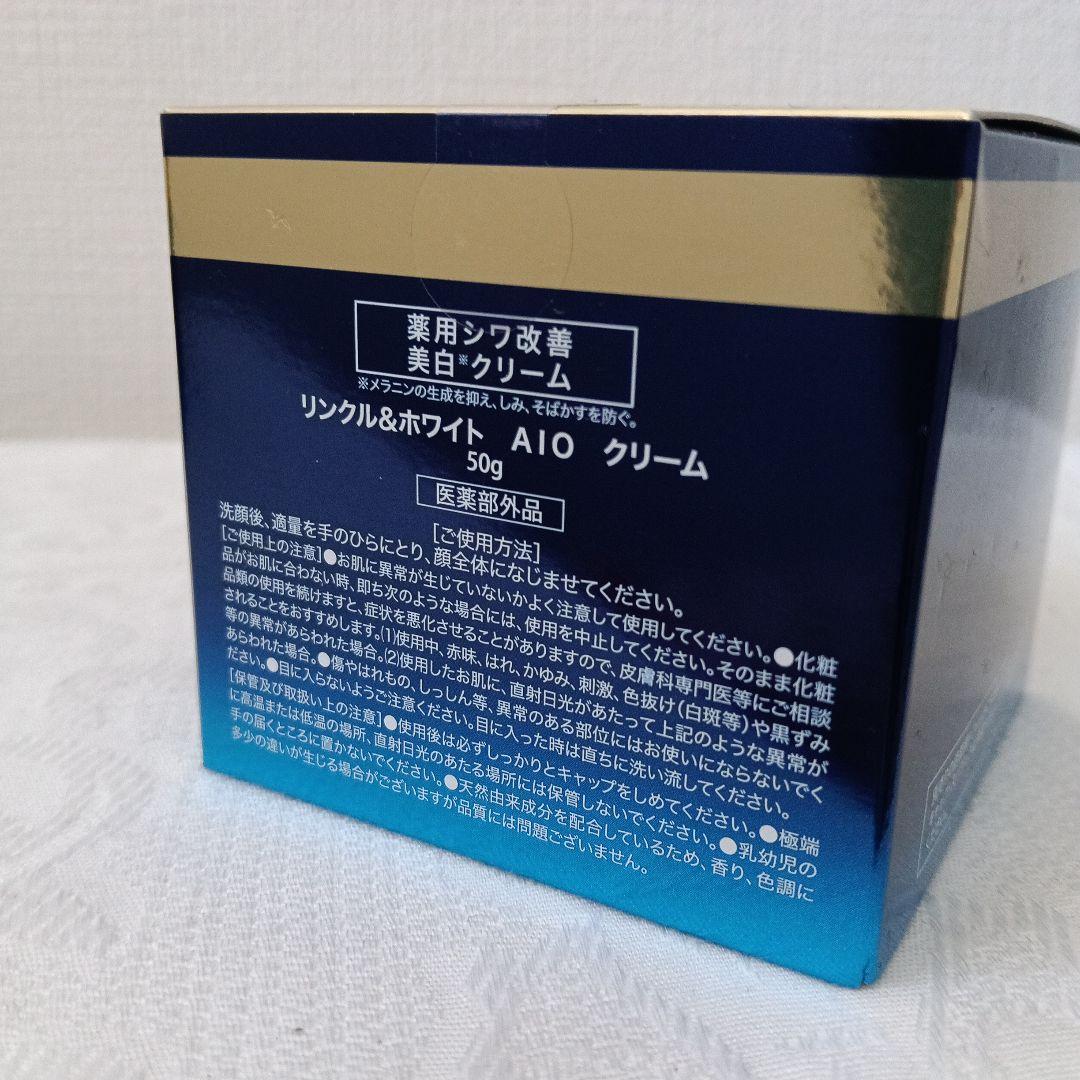 薬用シワ改善
美白※クリーム
※メラニンの生成を抑え、しみ、そばかすを防ぐ。
リンクル&ホワイト AIO クリーム
50g
医薬部外品
[ご使用方法]
洗顔後、適量を手のひらにとり、顔全体になじませてください。
[ご使用上の注意]●お肌に異常が生じていないかよく注意して使用してください。●化粧
品がお肌に合わない時、即ち次のような場合には、使用を中止してください。そのまま化粧
品類の使用を続けますと、症状を悪化させることがありますので、皮膚科専門医等にご相談
されることをおすすめします。(1)使用中、赤味、はれ、かゆみ、刺激、色抜け(白斑等)や黒ずみ
等の異常があらわれた場合。(2)使用したお肌に、直射日光があたって上記のような異常が
あらわれた場合。●傷やはれもの、しっしん等、異常のある部位にはお使いにならないでく
ださい。●目に入らないようご注意ください。目に入った時は直ちに洗い流してください。
[保管及び取扱い上の注意]●使用後は必ずしっかりとキャップをしめてください。●極端
に高温または低温の場所、直射日光のあたる場所には保管しないでください。●乳幼児の
手の届くところに置かないでください。●天然由来成分を配合しているため、香り、色調に
多少の違いが生じる場合がございますが品質には問題ございません。